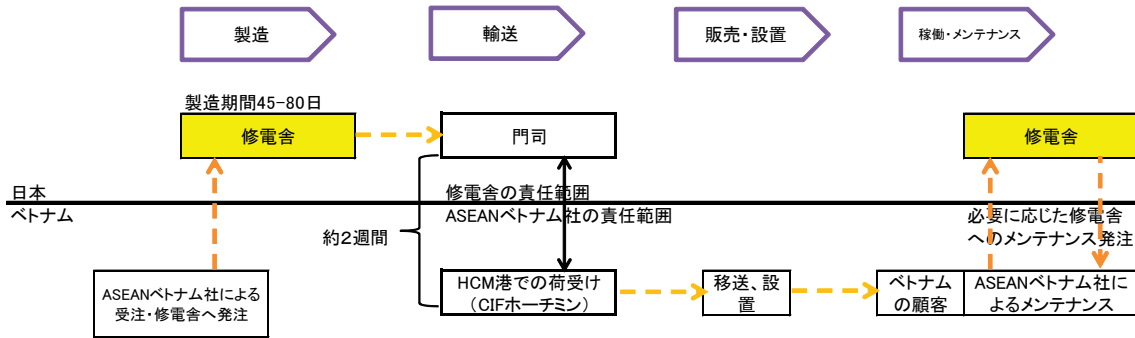 製造
輸送
販売・設置
稼働・メンテナンス
製造期間45-80日
修電舎
門司
修電舎
日本
ベトナム
修電舎の責任範囲
ASEANベトナム社の責任範囲
約2週間
必要に応じた修電舎
へのメンテナンス発注
ASEANベトナム社による
受注・修電舎へ発注
HCM港での荷受け
（CIFホーチミン）
移送、設
置
ベトナム
の顧客
ASEANベトナム社に
よるメンテナンス